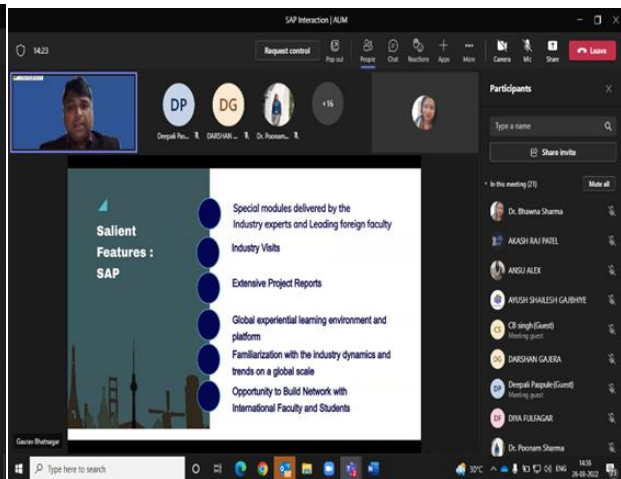 SAP Interaction | AUM
14:23
Request control
Pop out
People
Chat
Reactions
Apps
More
Camera
Mic
Share
Leave
DP
DG
+16
Deepali Pas...
DARSHAN ...
Dr. Poonam...
Participants
Type a name
Share invite
In this meeting (21)
Mute all
Dr. Bhawna Sharma
AKASH RAJ PATEL
ANSU ALEX
AYUSH SHAILESH GAJBHIYE
CS
CB singh (Guest)
Meeting guest
DG
DARSHAN GAJERA
DP
Deepali Paspule (Guest)
Meeting guest
DF
DIYA FULFAGAR
Dr. Poonam Sharma
Salient
Features :
SAP
Special modules delivered by the
Industry experts and Leading foreign faculty
Industry Visits
Extensive Project Reports
Global experiential learning environment and
platform
Familiarization with the industry dynamics and
trends on a global scale
Opportunity to Build Network with
International Faculty and Students
Gaurav Bhatnagar
Type here to search
30°C
ENG
14:36
26-08-2022